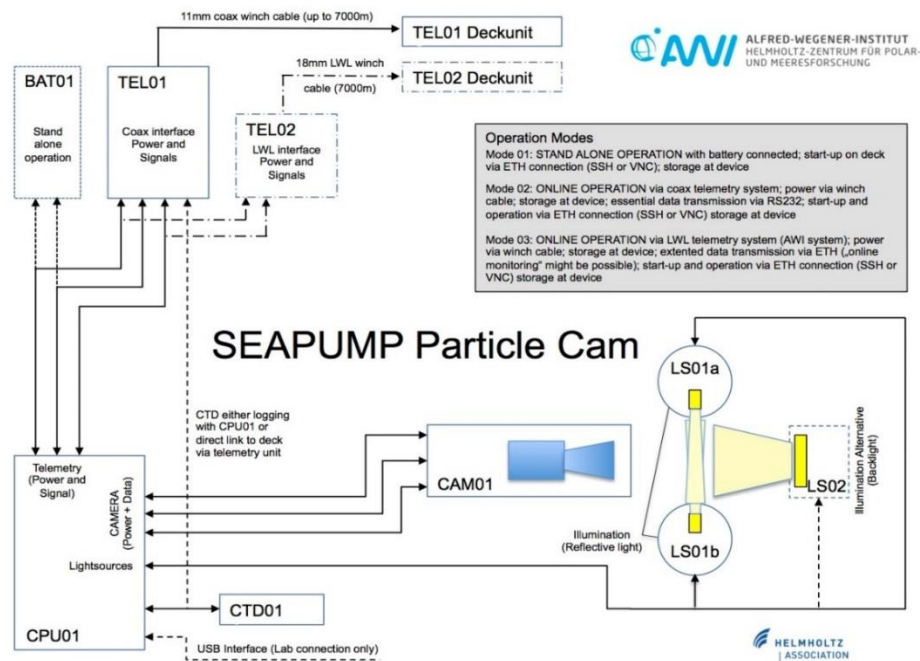 11mm coax winch cable (up to 7000m)
TEL01 Deckunit
18mm LWL winch
cable (7000m)
TEL02 Deckunit
AWI
ALFRED-WEGENER-INSTITUT
HELMHOLTZ-ZENTRUM FÜR POLAR-
UND MEERESFORSCHUNG
BAT01
Stand
alone
operation
TEL01
Coax interface
Power and
Signals
TEL02
LWL interface
Power and
Signals
Operation Modes
Mode 01: STAND ALONE OPERATION with battery connected; start-up on deck
via ETH connection (SSH or VNC); storage at device
Mode 02: ONLINE OPERATION via coax telemetry system; power via winch
cable; storage at device; essential data transmission via RS232; start-up and
operation via ETH connection (SSH or VNC) storage at device
Mode 03: ONLINE OPERATION via LWL telemetry system (AWI system); power
via winch cable; storage at device; extented data transmission via ETH („online
monitoring" might be possible); start-up and operation via ETH connection (SSH or
VNC) storage at device
SEAPUMP Particle Cam
CTD either logging
with CPU01 or
direct link to deck
via telemetry unit
Telemetry
(Power and
Signal)
CAMERA
(Power + Data)
Lightsources
CPU01
CAM01
CTD01
USB Interface (Lab connection only)
LS01a
LS01b
Illumination
(Reflective light)
LS02
Illumination Alternative
(Backlight)
HELMHOLTZ
| ASSOCIATION